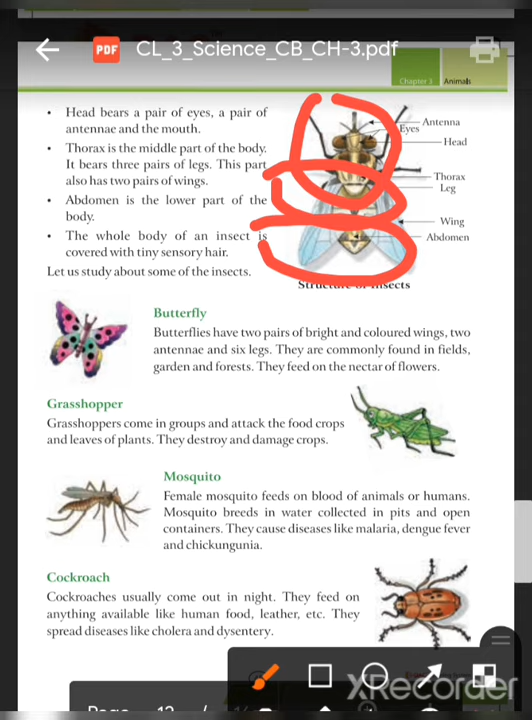 PDF CL_3_Science_CB_CH-3.pdf
Chapter 3 Animals
• Head bears a pair of eyes, a pair of
antennae and the mouth.
• Thorax is the middle part of the body.
It bears three pairs of legs. This part
also has two pairs of wings.
• Abdomen is the lower part of the
body.
• The whole body of an insect is
covered with tiny sensory hair.
Let us study about some of the insects.
Antenna
Eyes
Head
Thorax
Leg
Wing
Abdomen
Structure of Insects
Butterfly
Butterflies have two pairs of bright and coloured wings, two
antennae and six legs. They are commonly found in fields,
garden and forests. They feed on the nectar of flowers.
Grasshopper
Grasshoppers come in groups and attack the food crops
and leaves of plants. They destroy and damage crops.
Mosquito
Female mosquito feeds on blood of animals or humans.
Mosquito breeds in water collected in pits and open
containers. They cause diseases like malaria, dengue fever
and chickungunia.
Cockroach
Cockroaches usually come out in night. They feed on
anything available like human food, leather, etc. They
spread diseases like cholera and dysentery.
XRecorder
Page 12 /